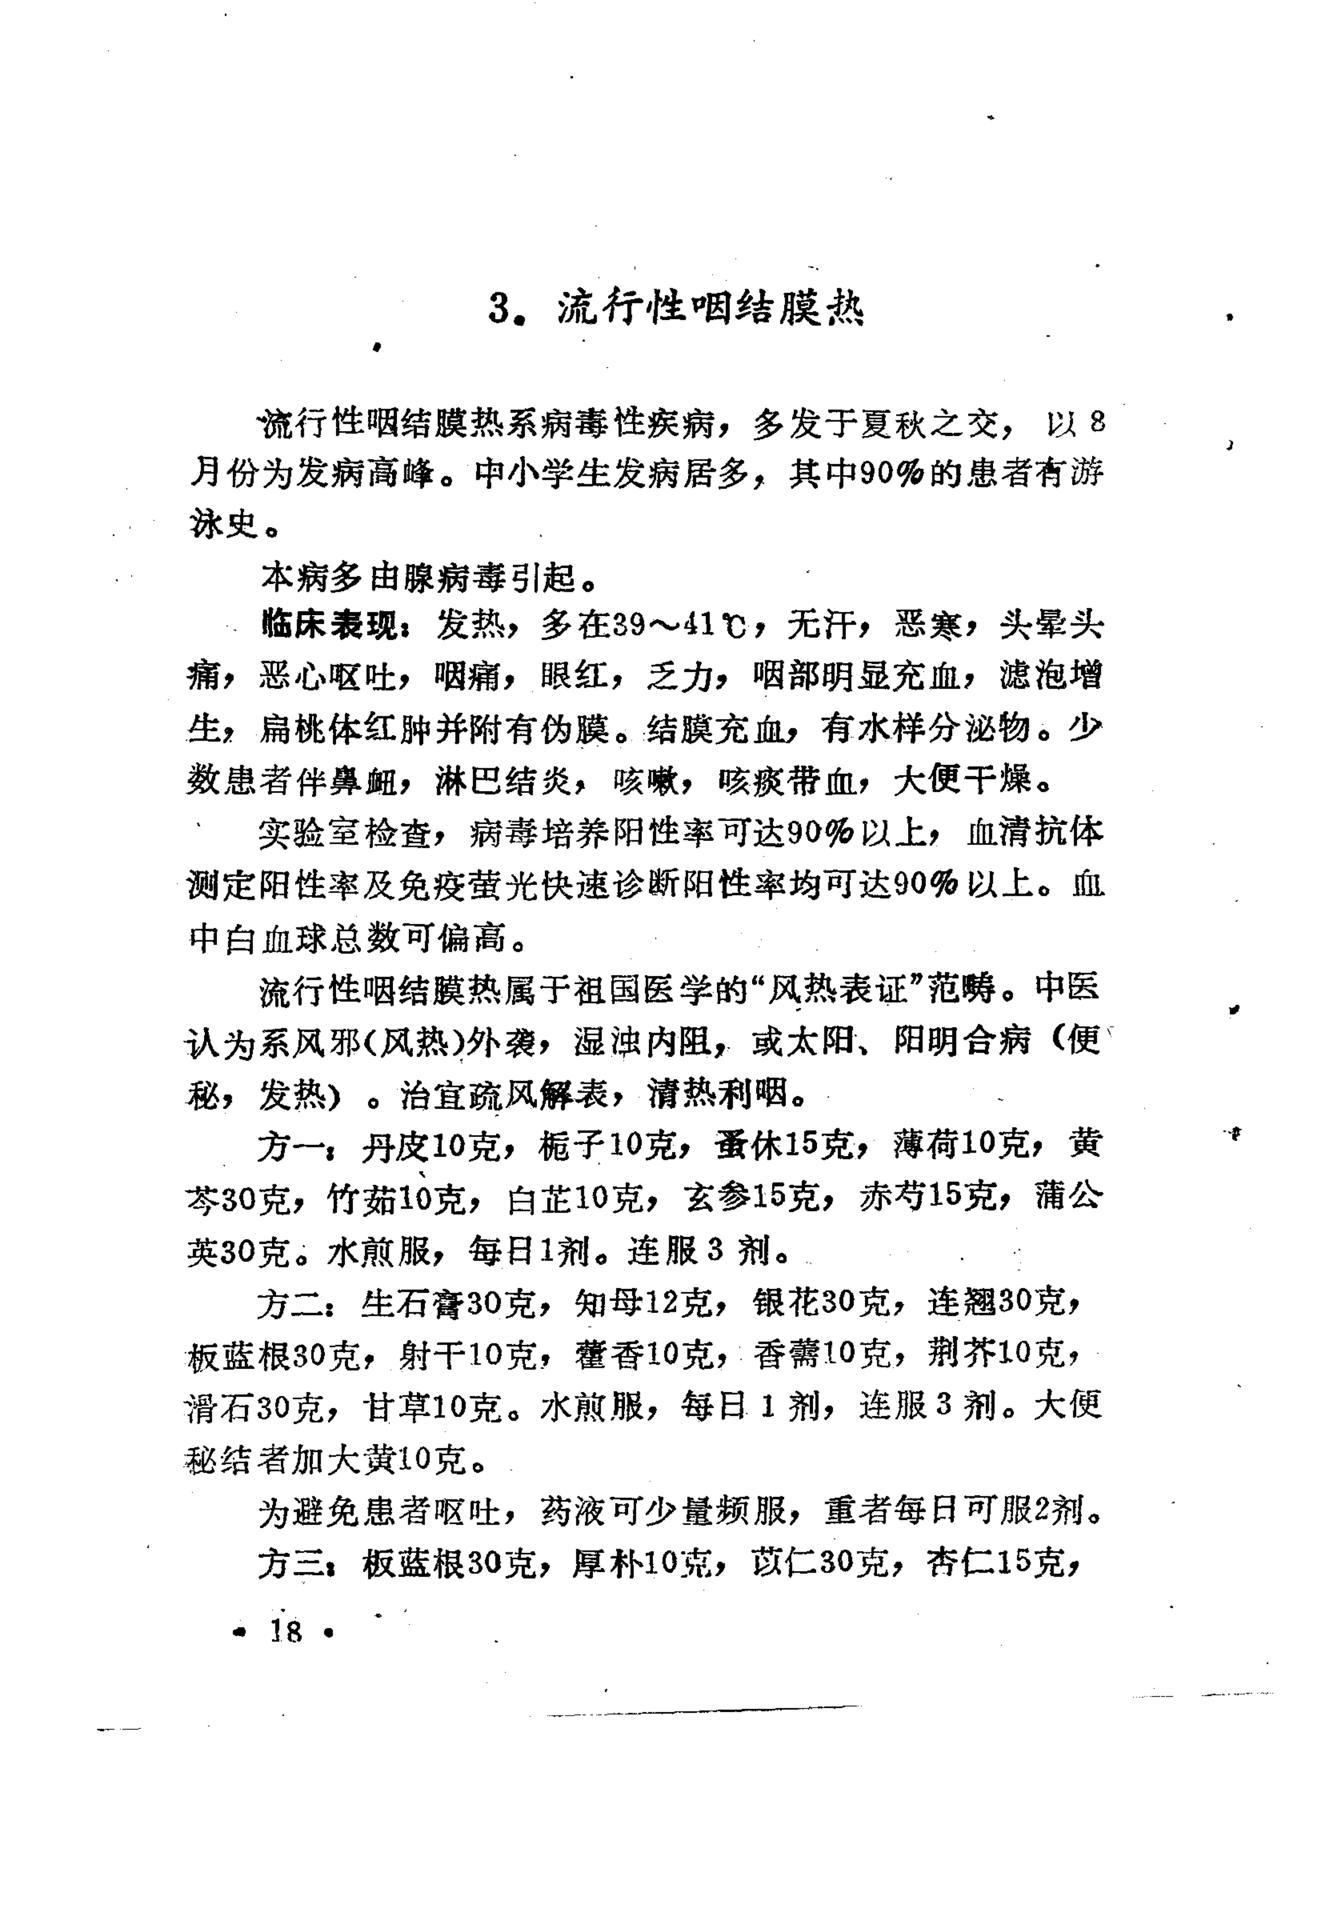 3. 流行性咽结膜热
流行性咽结膜热系病毒性疾病，多发于夏秋之交，以8
月份为发病高峰。中小学生发病居多，其中90%的患者有游
泳史。
本病多由腺病毒引起。
临床表现：发热，多在39～41℃，无汗，恶寒，头晕头
痛，恶心呕吐，咽痛，眼红，乏力，咽部明显充血，滤泡增
生，扁桃体红肿并附有伪膜。结膜充血，有水样分泌物。少
数患者伴鼻衄，淋巴结炎，咳嗽，咳痰带血，大便干燥。
实验室检查，病毒培养阳性率可达90%以上，血清抗体
测定阳性率及免疫萤光快速诊断阳性率均可达90%以上。血
中白血球总数可偏高。
流行性咽结膜热属于祖国医学的“风热表证”范畴。中医
认为系风邪(风热)外袭，湿浊内阻，或太阳、阳明合病（便
秘，发热）。治宜疏风解表，清热利咽。
方一：丹皮10克，栀子10克，蚤休15克，薄荷10克，黄
芩30克，竹茹10克，白芷10克，玄参15克，赤芍15克，蒲公
英30克。水煎服，每日1剂。连服3剂。
方二：生石膏30克，知母12克，银花30克，连翘30克，
板蓝根30克，射干10克，藿香10克，香薷10克，荆芥10克，
滑石30克，甘草10克。水煎服，每日1剂，连服3剂。大便
秘结者加大黄10克。
为避免患者呕吐，药液可少量频服，重者每日可服2剂。
方三：板蓝根30克，厚朴10克，苡仁30克，杏仁15克，
• 18 •